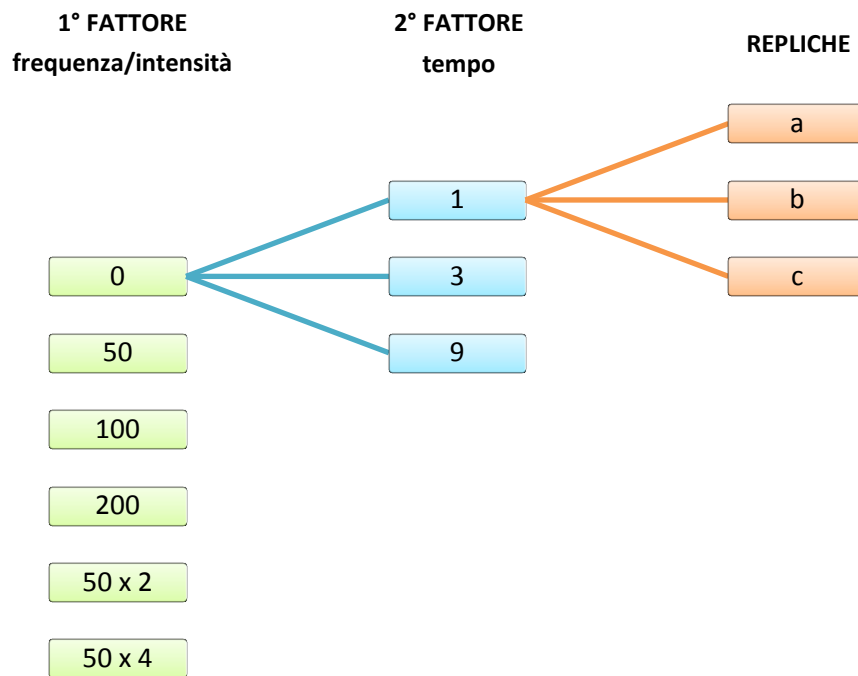 1° FATTORE
frequenza/intensità
2° FATTORE
tempo
REPLICHE
a
1
b
0
3
c
50
9
100
200
50 x 2
50 x 4